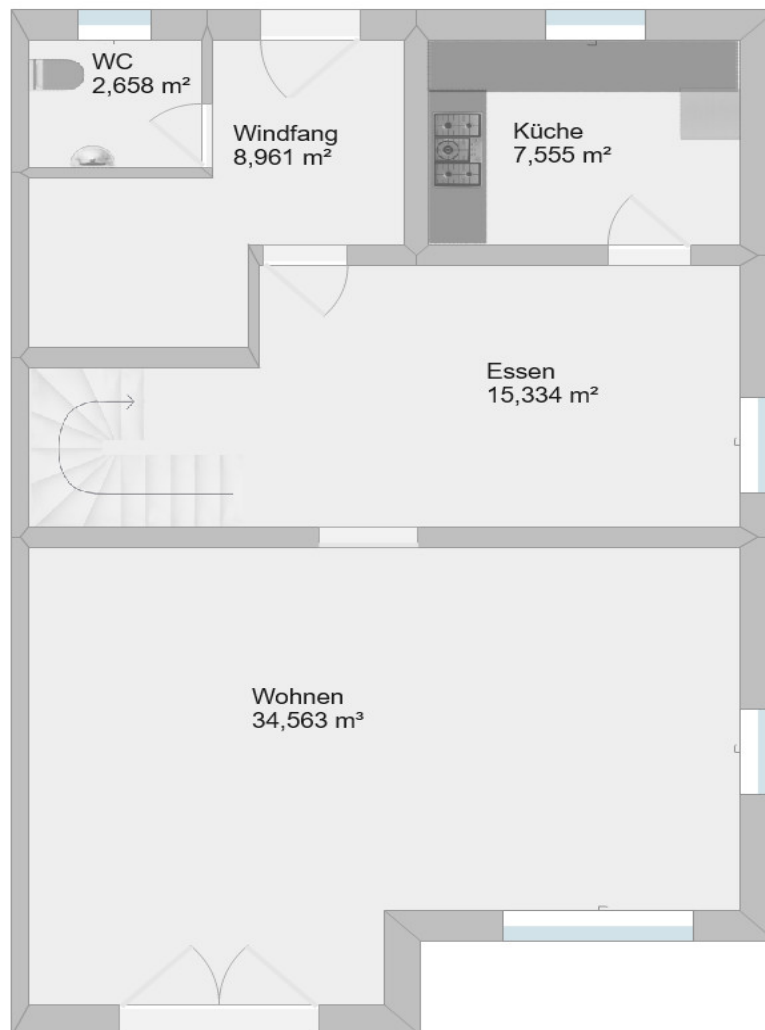 WC
2,658 m²
Windfang
8,961 m²
Küche
7,555 m²
Essen
15,334 m²
Wohnen
34,563 m³